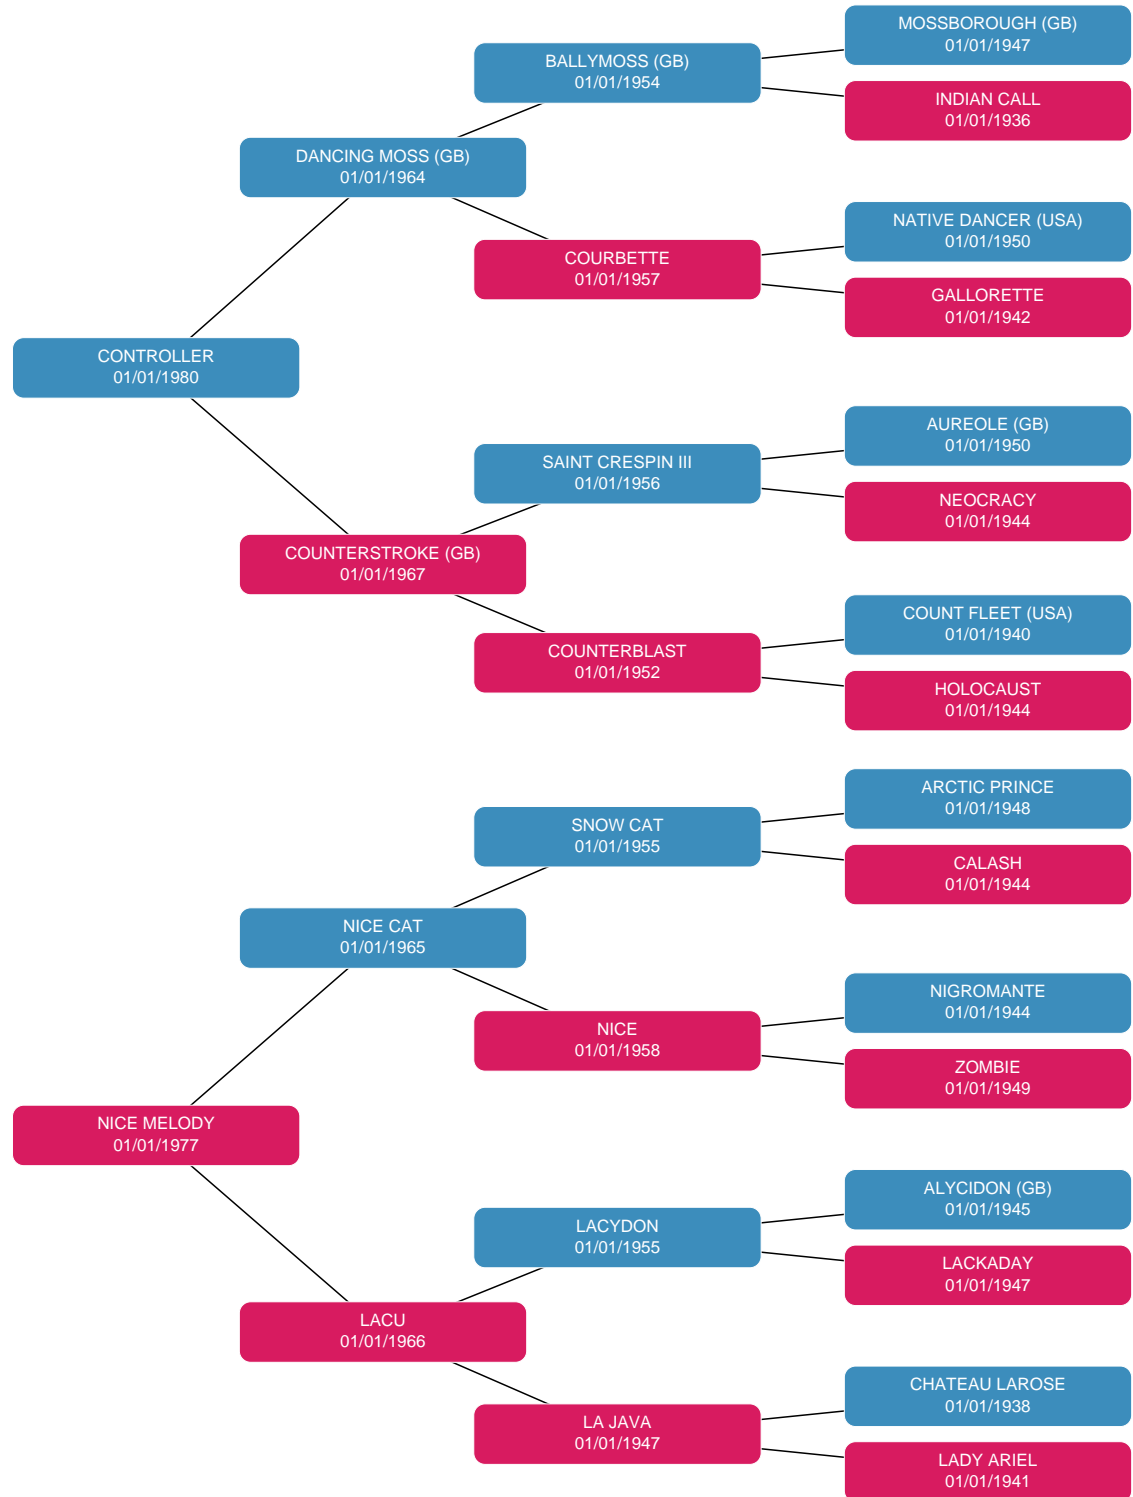 MOSSBOROUGH (GB)
01/01/1947
BALLYMOSS (GB)
01/01/1954
INDIAN CALL
01/01/1936
DANCING MOSS (GB)
01/01/1964
NATIVE DANCER (USA)
01/01/1950
COURBETTE
01/01/1957
GALLORETTE
01/01/1942
CONTROLLER
01/01/1980
AUREOLE (GB)
01/01/1950
SAINT CRESPIN III
01/01/1956
NEOCRACY
01/01/1944
COUNTERSTROKE (GB)
01/01/1967
COUNT FLEET (USA)
01/01/1940
COUNTERBLAST
01/01/1952
HOLOCAUST
01/01/1944
ARCTIC PRINCE
01/01/1948
SNOW CAT
01/01/1955
CALASH
01/01/1944
NICE CAT
01/01/1965
NIGROMANTE
01/01/1944
NICE
01/01/1958
ZOMBIE
01/01/1949
NICE MELODY
01/01/1977
ALYCIDON (GB)
01/01/1945
LACYDON
01/01/1955
LACKADAY
01/01/1947
LACU
01/01/1966
CHATEAU LAROSE
01/01/1938
LA JAVA
01/01/1947
LADY ARIEL
01/01/1941